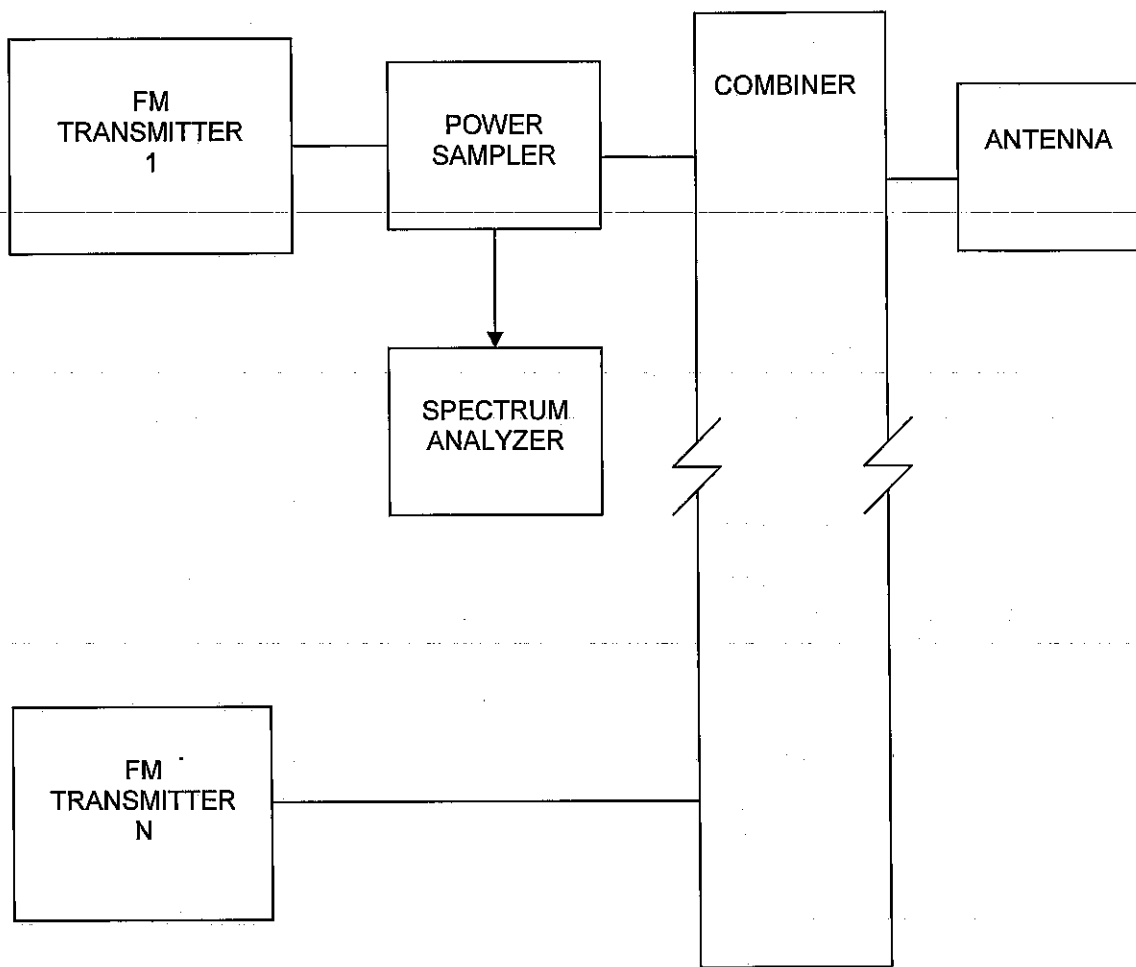 FM
TRANSMITTER
1
POWER
SAMPLER
COMBINER
ANTENNA
SPECTRUM
ANALYZER
FM
TRANSMITTER
N